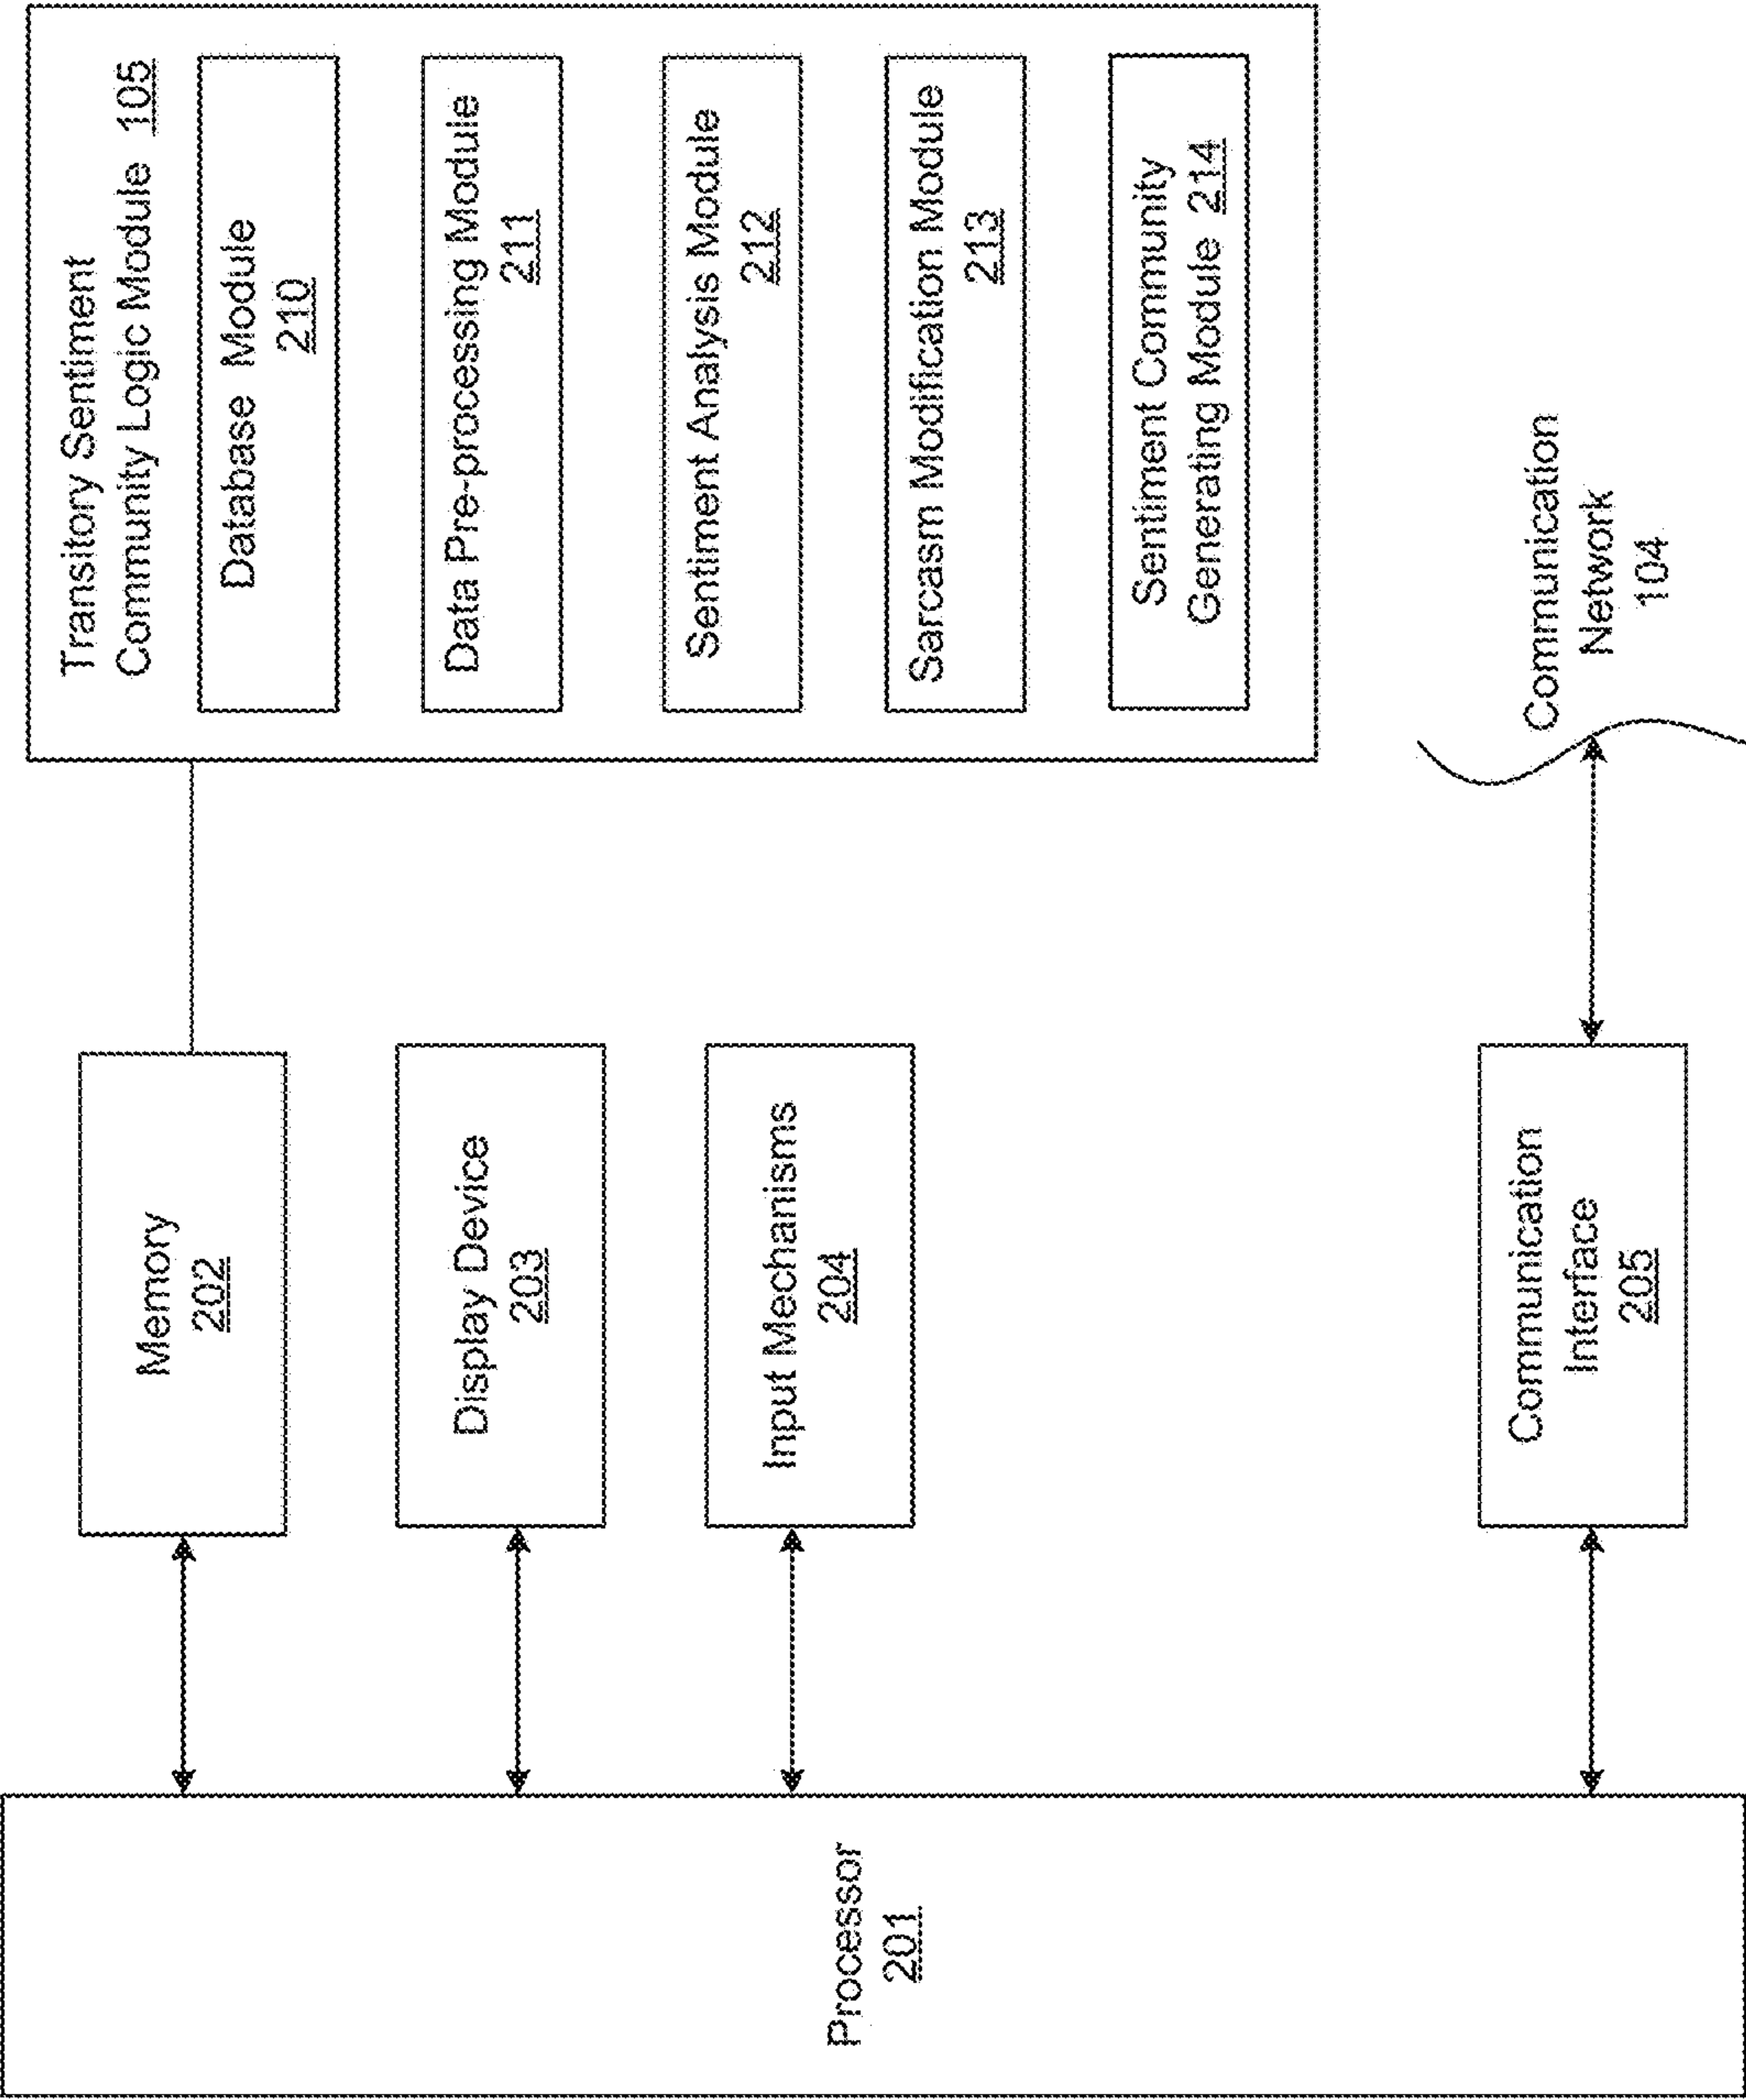 Processor
201
Memory
202
Display Device
203
Input Mechanisms
204
Communication
Interface
205
Transitory Sentiment
Community Logic Module 105
Database Module
210
Data Pre-processing Module
211
Sentiment Analysis Module
212
Sarcasm Modification Module
213
Sentiment Community
Generating Module 214
Communication
Network
104